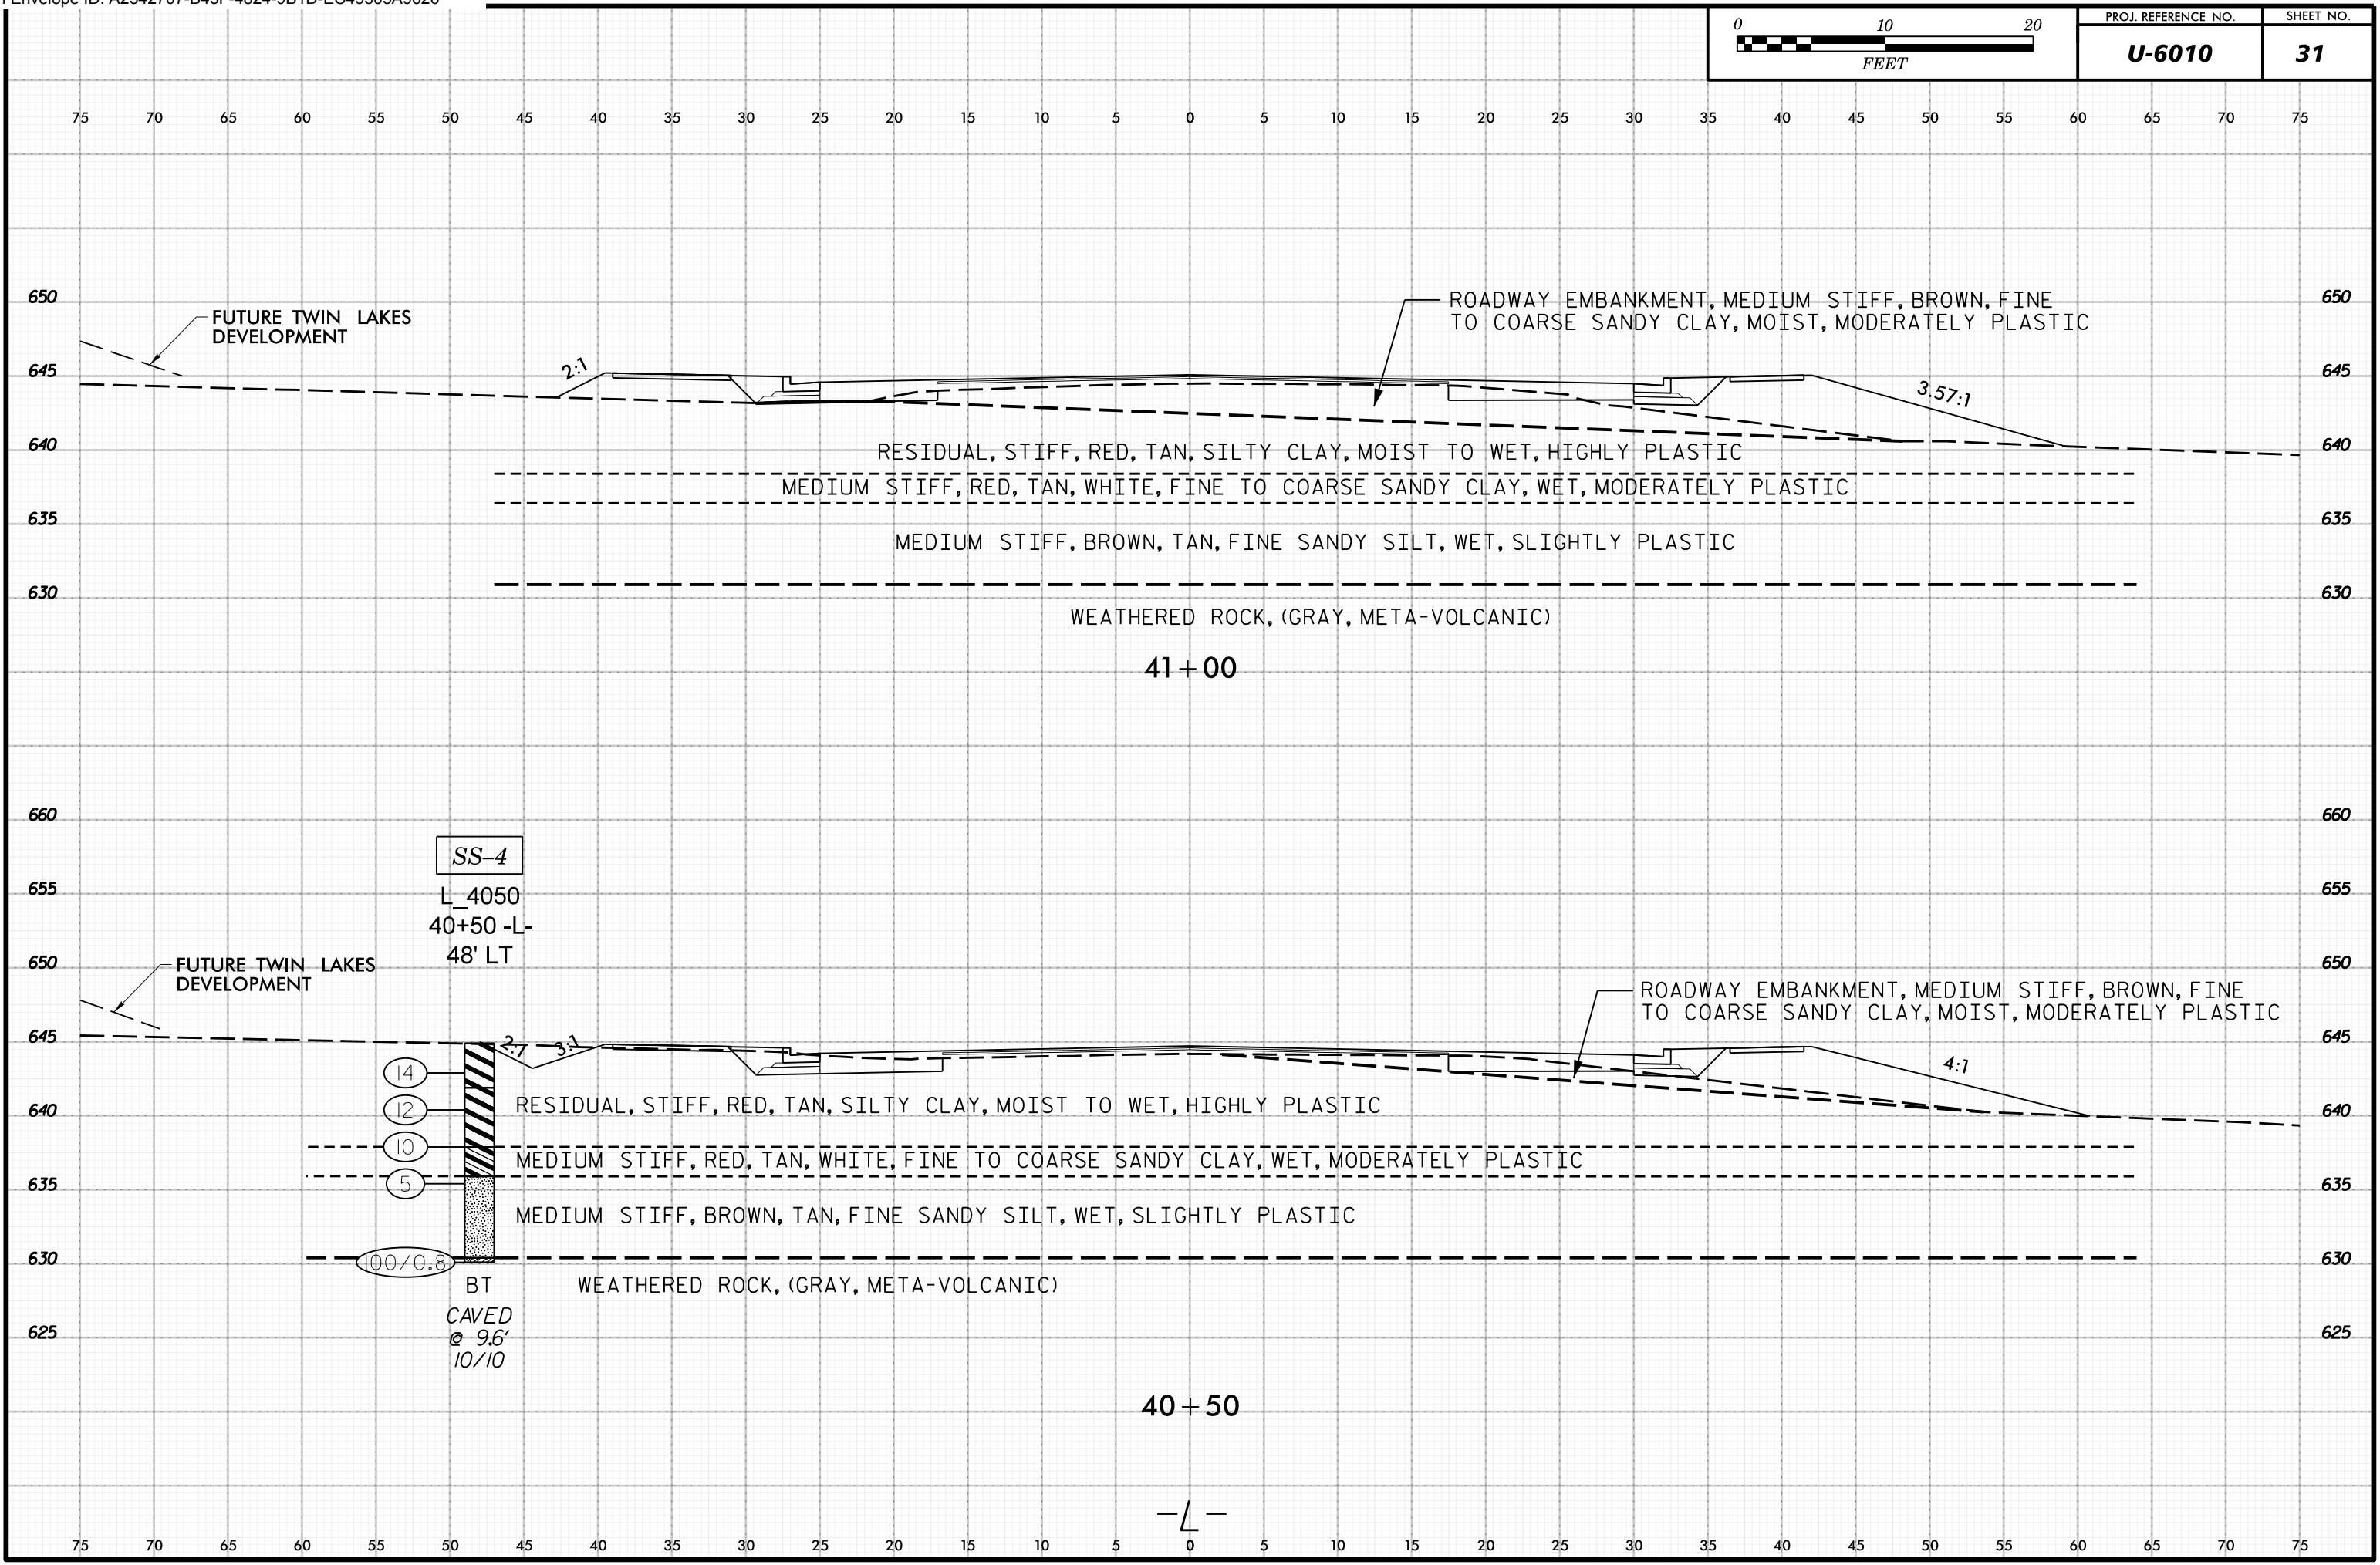 0 10 20
FEET
PROJ. REFERENCE NO.
SHEET NO.
U-6010
31
75 70 65 60 55 50 45 40 35 30 25 20 15 10 5 0 5 10 15 20 25 30 35 40 45 50 55 60 65 70 75
650 650
FUTURE TWIN LAKES
DEVELOPMENT
ROADWAY EMBANKMENT, MEDIUM STIFF, BROWN, FINE
TO COARSE SANDY CLAY, MOIST, MODERATELY PLASTIC
645 645
2:1
3.57:1
640 640
RESIDUAL, STIFF, RED, TAN, SILTY CLAY, MOIST TO WET, HIGHLY PLASTIC
MEDIUM STIFF, RED, TAN, WHITE, FINE TO COARSE SANDY CLAY, WET, MODERATELY PLASTIC
635 635
MEDIUM STIFF, BROWN, TAN, FINE SANDY SILT, WET, SLIGHTLY PLASTIC
630 630
WEATHERED ROCK, (GRAY, META-VOLCANIC)
41+00
660 660
SS-4
655 655
L_4050
40+50 -L-
48' LT
650 650
FUTURE TWIN LAKES
DEVELOPMENT
ROADWAY EMBANKMENT, MEDIUM STIFF, BROWN, FINE
TO COARSE SANDY CLAY, MOIST, MODERATELY PLASTIC
645 645
2:1
3:1
4:1
14
12
640 640
RESIDUAL, STIFF, RED, TAN, SILTY CLAY, MOIST TO WET, HIGHLY PLASTIC
10
MEDIUM STIFF, RED, TAN, WHITE, FINE TO COARSE SANDY CLAY, WET, MODERATELY PLASTIC
5
635 635
MEDIUM STIFF, BROWN, TAN, FINE SANDY SILT, WET, SLIGHTLY PLASTIC
630 630
100/0.8
BT
WEATHERED ROCK, (GRAY, META-VOLCANIC)
CAVED
@ 9.6'
10/10
625 625
40+50
-L-
75 70 65 60 55 50 45 40 35 30 25 20 15 10 5 0 5 10 15 20 25 30 35 40 45 50 55 60 65 70 75